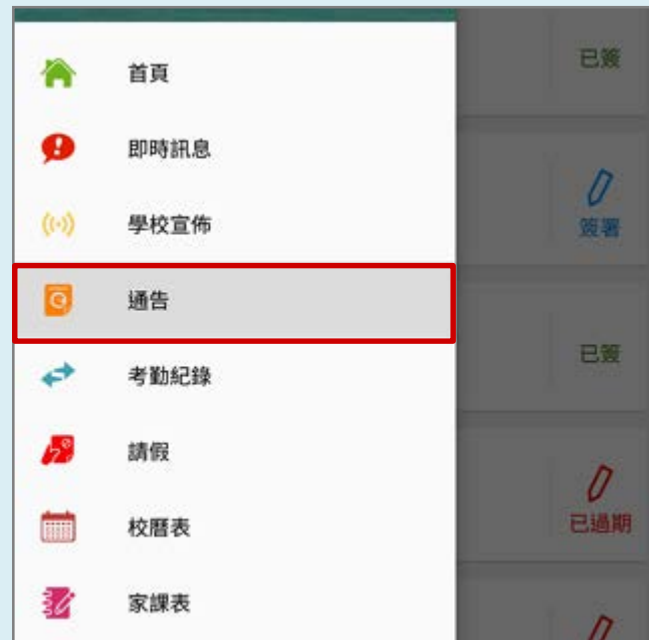 首頁
已簽
即時訊息
學校宣佈
簽署
通告
考勤紀錄
已簽
請假
校曆表
已過期
家課表